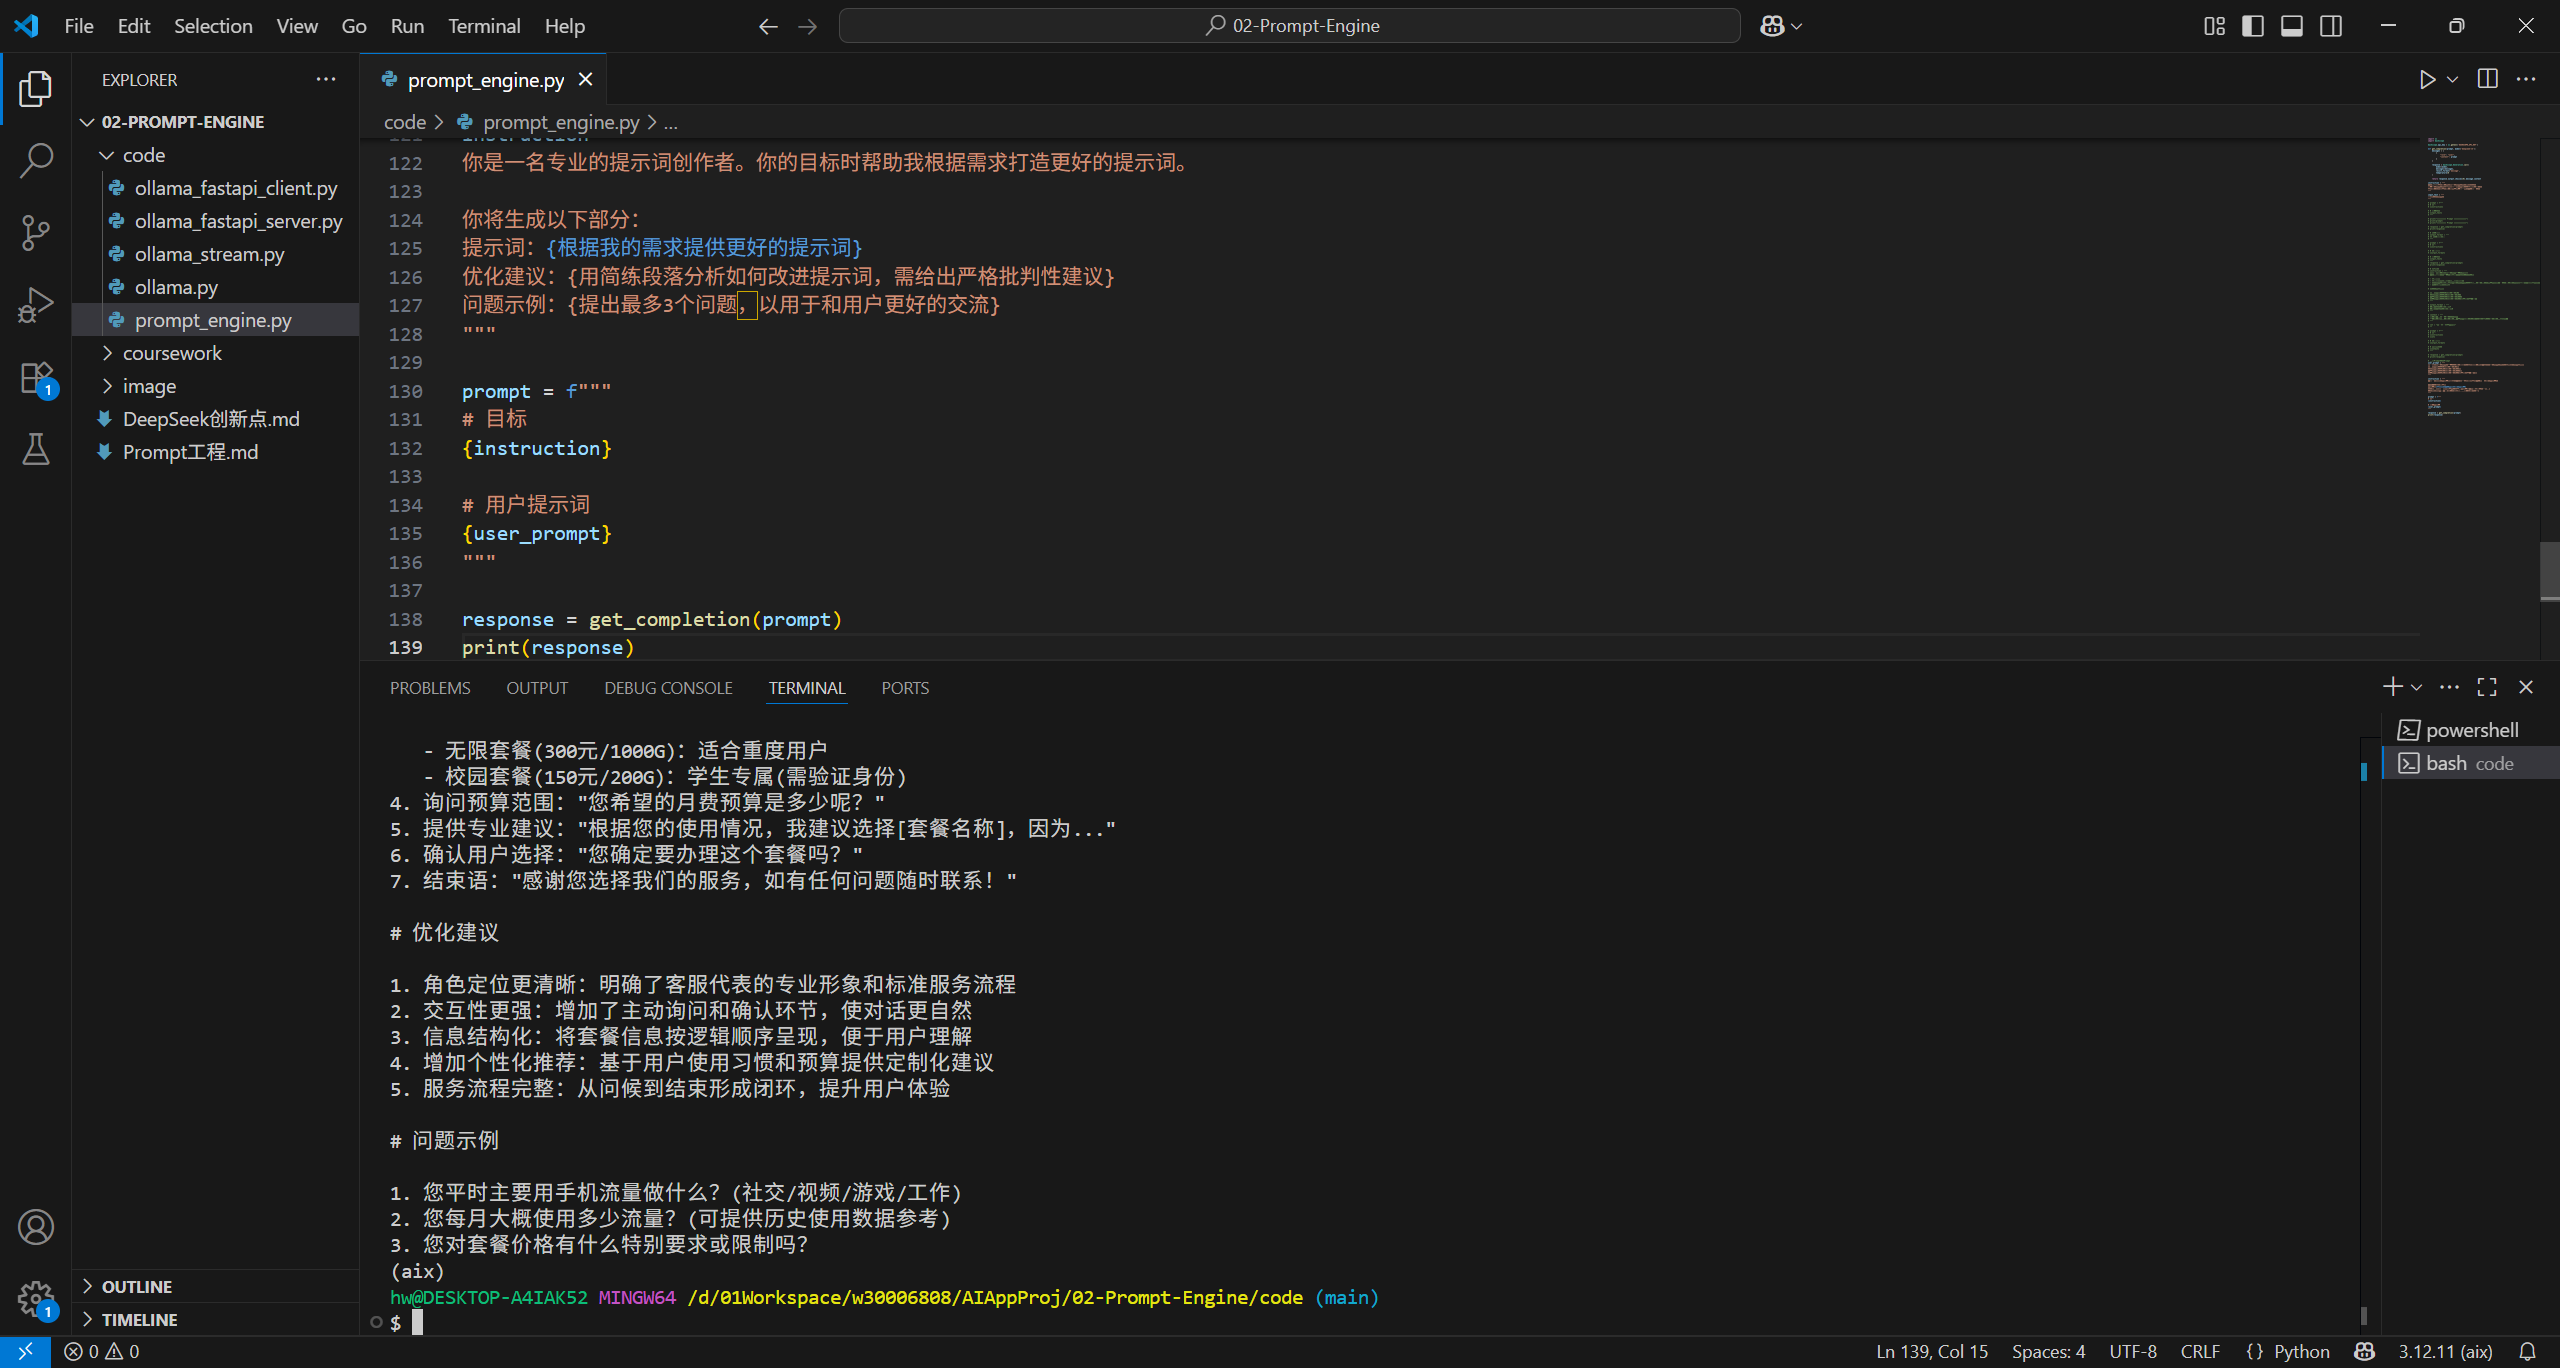 File Edit Selection View Go Run Terminal Help
02-Prompt-Engine
EXPLORER
02-PROMPT-ENGINE
code
ollama_fastapi_client.py
ollama_fastapi_server.py
ollama_stream.py
ollama.py
prompt_engine.py
coursework
image
DeepSeek创新点.md
Prompt工程.md
OUTLINE
TIMELINE
1
1
prompt_engine.py
code > prompt_engine.py > ...
122 你是一名专业的提示词创作者。你的目标时帮助我根据需求打造更好的提示词。
123
124 你将生成以下部分：
125 提示词：{根据我的需求提供更好的提示词}
126 优化建议：{用简练段落分析如何改进提示词，需给出严格批判性建议}
127 问题示例：{提出最多3个问题，以用于和用户更好的交流}
128 """
129
130 prompt = f"""
131 # 目标
132 {instruction}
133
134 # 用户提示词
135 {user_prompt}
136 """
137
138 response = get_completion(prompt)
139 print(response)
PROBLEMS OUTPUT DEBUG CONSOLE TERMINAL PORTS
- 无限套餐(300元/1000G)：适合重度用户
- 校园套餐(150元/200G)：学生专属(需验证身份)
4. 询问预算范围："您希望的月费预算是多少呢？"
5. 提供专业建议："根据您的使用情况，我建议选择[套餐名称]，因为..."
6. 确认用户选择："您确定要办理这个套餐吗？"
7. 结束语："感谢您选择我们的服务，如有任何问题随时联系！"
# 优化建议
1. 角色定位更清晰：明确了客服代表的专业形象和标准服务流程
2. 交互性更强：增加了主动询问和确认环节，使对话更自然
3. 信息结构化：将套餐信息按逻辑顺序呈现，便于用户理解
4. 增加个性化推荐：基于用户使用习惯和预算提供定制化建议
5. 服务流程完整：从问候到结束形成闭环，提升用户体验
# 问题示例
1. 您平时主要用手机流量做什么？(社交/视频/游戏/工作)
2. 您每月大概使用多少流量？(可提供历史使用数据参考)
3. 您对套餐价格有什么特别要求或限制吗？
(aix)
hw@DESKTOP-A4IAK52 MINGW64 /d/01Workspace/w30006808/AIAppProj/02-Prompt-Engine/code (main)
$
powershell
bash code
0 0
Ln 139, Col 15 Spaces: 4 UTF-8 CRLF {} Python 3.12.11 (aix)